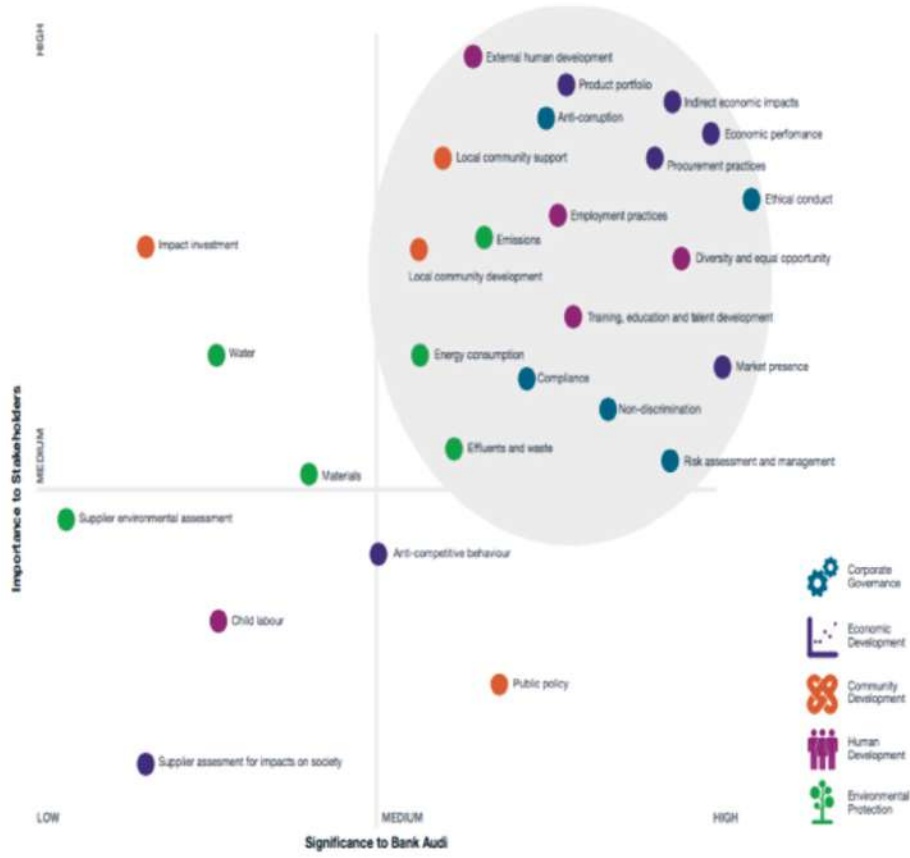 HIGH
External human development
Product portfolio
Indirect economic impacts
Anti-corruption
Economic perfomance
Local community support
Procurement practices
Ethical conduct
Employment practices
Emissions
Impact investment
Diversity and equal opportunity
Local community development
Training, education and talent development
Water
Energy consumption
Market presence
Compliance
Non-discrimination
Importance to Stakeholders
MEDIUM
Effluents and waste
Risk assessment and management
Materials
Supplier environmental assessment
Anti-competitive behaviour
Corporate
Governance
Child labour
Economic
Development
Public policy
Community
Development
Human
Development
Supplier assesment for impacts on society
Environmental
Protection
LOW
MEDIUM
HIGH
Significance to Bank Audi